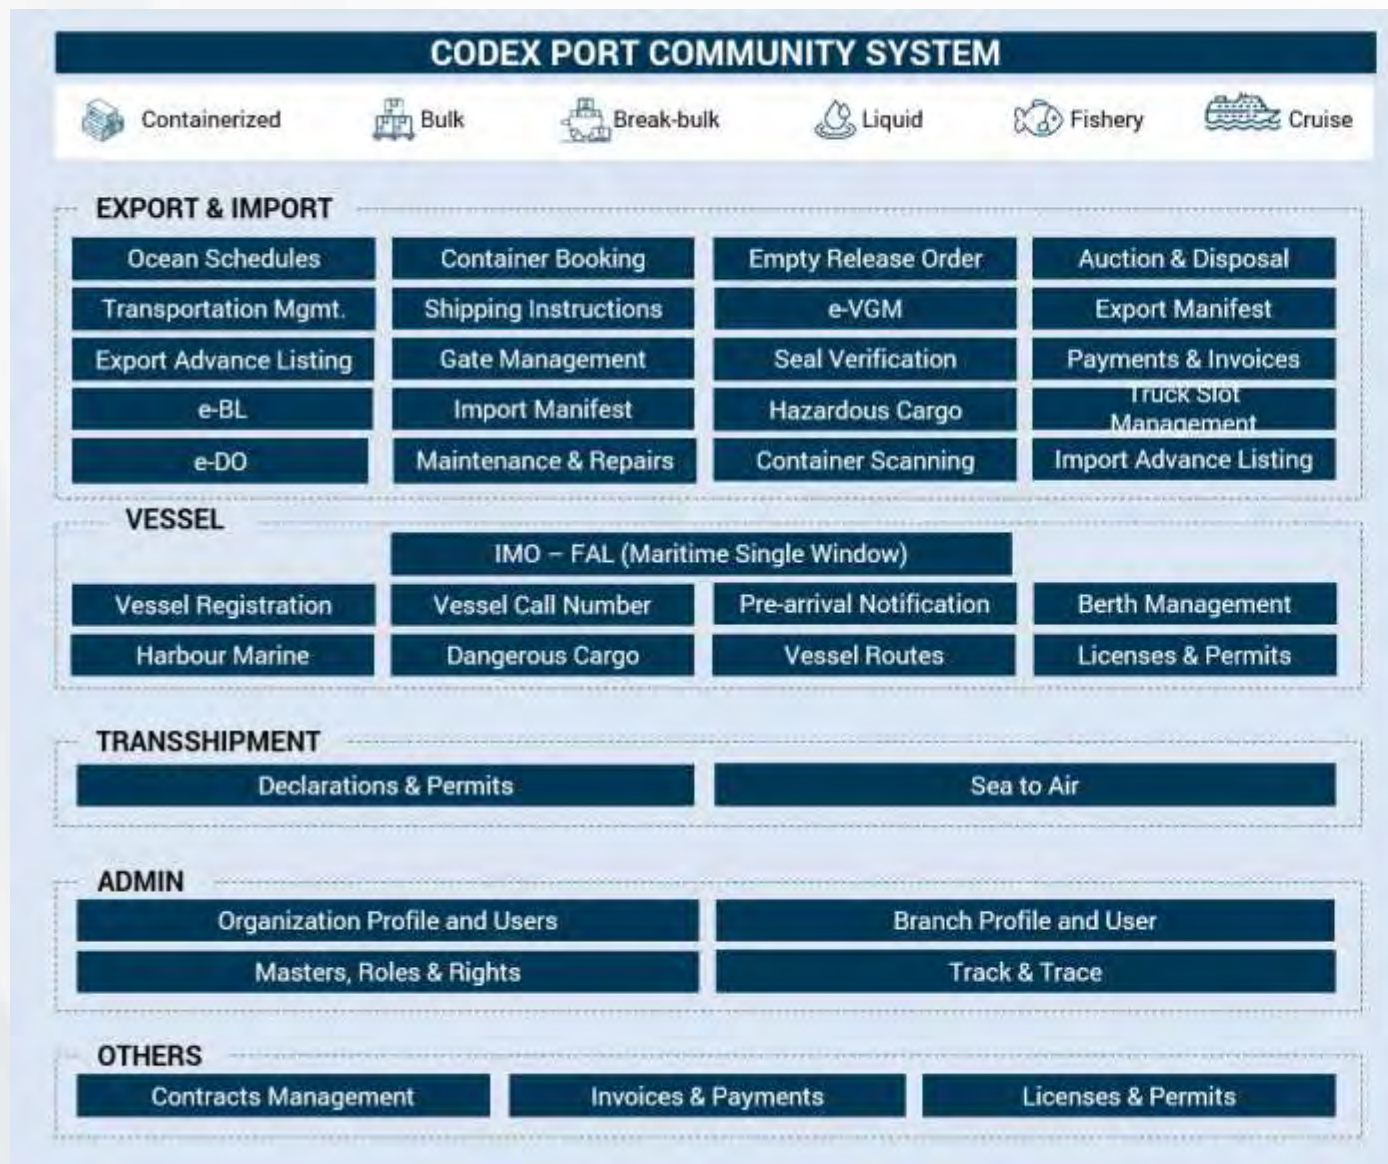 CODEX PORT COMMUNITY SYSTEM
Containerized Bulk Break-bulk Liquid Fishery Cruise
EXPORT & IMPORT
Ocean Schedules Container Booking Empty Release Order Auction & Disposal
Transportation Mgmt. Shipping Instructions e-VGM Export Manifest
Export Advance Listing Gate Management Seal Verification Payments & Invoices
e-BL Import Manifest Hazardous Cargo Truck Slot
Management
e-DO Maintenance & Repairs Container Scanning Import Advance Listing
VESSEL
IMO – FAL (Maritime Single Window)
Vessel Registration Vessel Call Number Pre-arrival Notification Berth Management
Harbour Marine Dangerous Cargo Vessel Routes Licenses & Permits
TRANSSHIPMENT
Declarations & Permits Sea to Air
ADMIN
Organization Profile and Users Branch Profile and User
Masters, Roles & Rights Track & Trace
OTHERS
Contracts Management Invoices & Payments Licenses & Permits